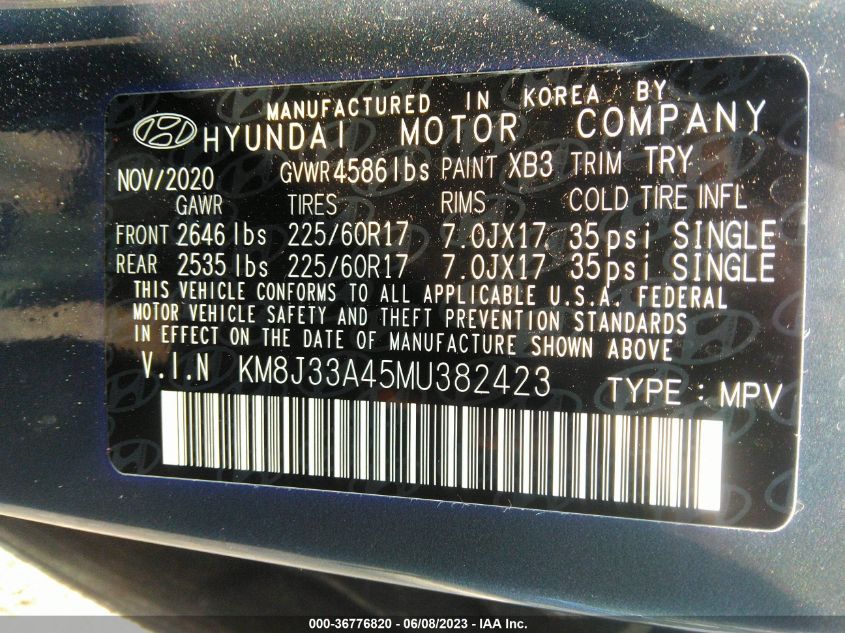 MANUFACTURED IN KOREA BY
HYUNDAI MOTOR COMPANY
NOV/2020 GVWR 4586 lbs PAINT XB3 TRIM TRY
GAWR TIRES RIMS COLD TIRE INFL
FRONT 2646 lbs 225/60R17 7.0JX17 35psi SINGLE
REAR 2535 lbs 225/60R17 7.0JX17 35psi SINGLE
THIS VEHICLE CONFORMS TO ALL APPLICABLE U.S.A. FEDERAL
MOTOR VEHICLE SAFETY AND THEFT PREVENTION STANDARDS
IN EFFECT ON THE DATE OF MANUFACTURE SHOWN ABOVE
V.I.N KM8J33A45MU382423 TYPE : MPV
000-36776820 - 06/08/2023 - IAA Inc.